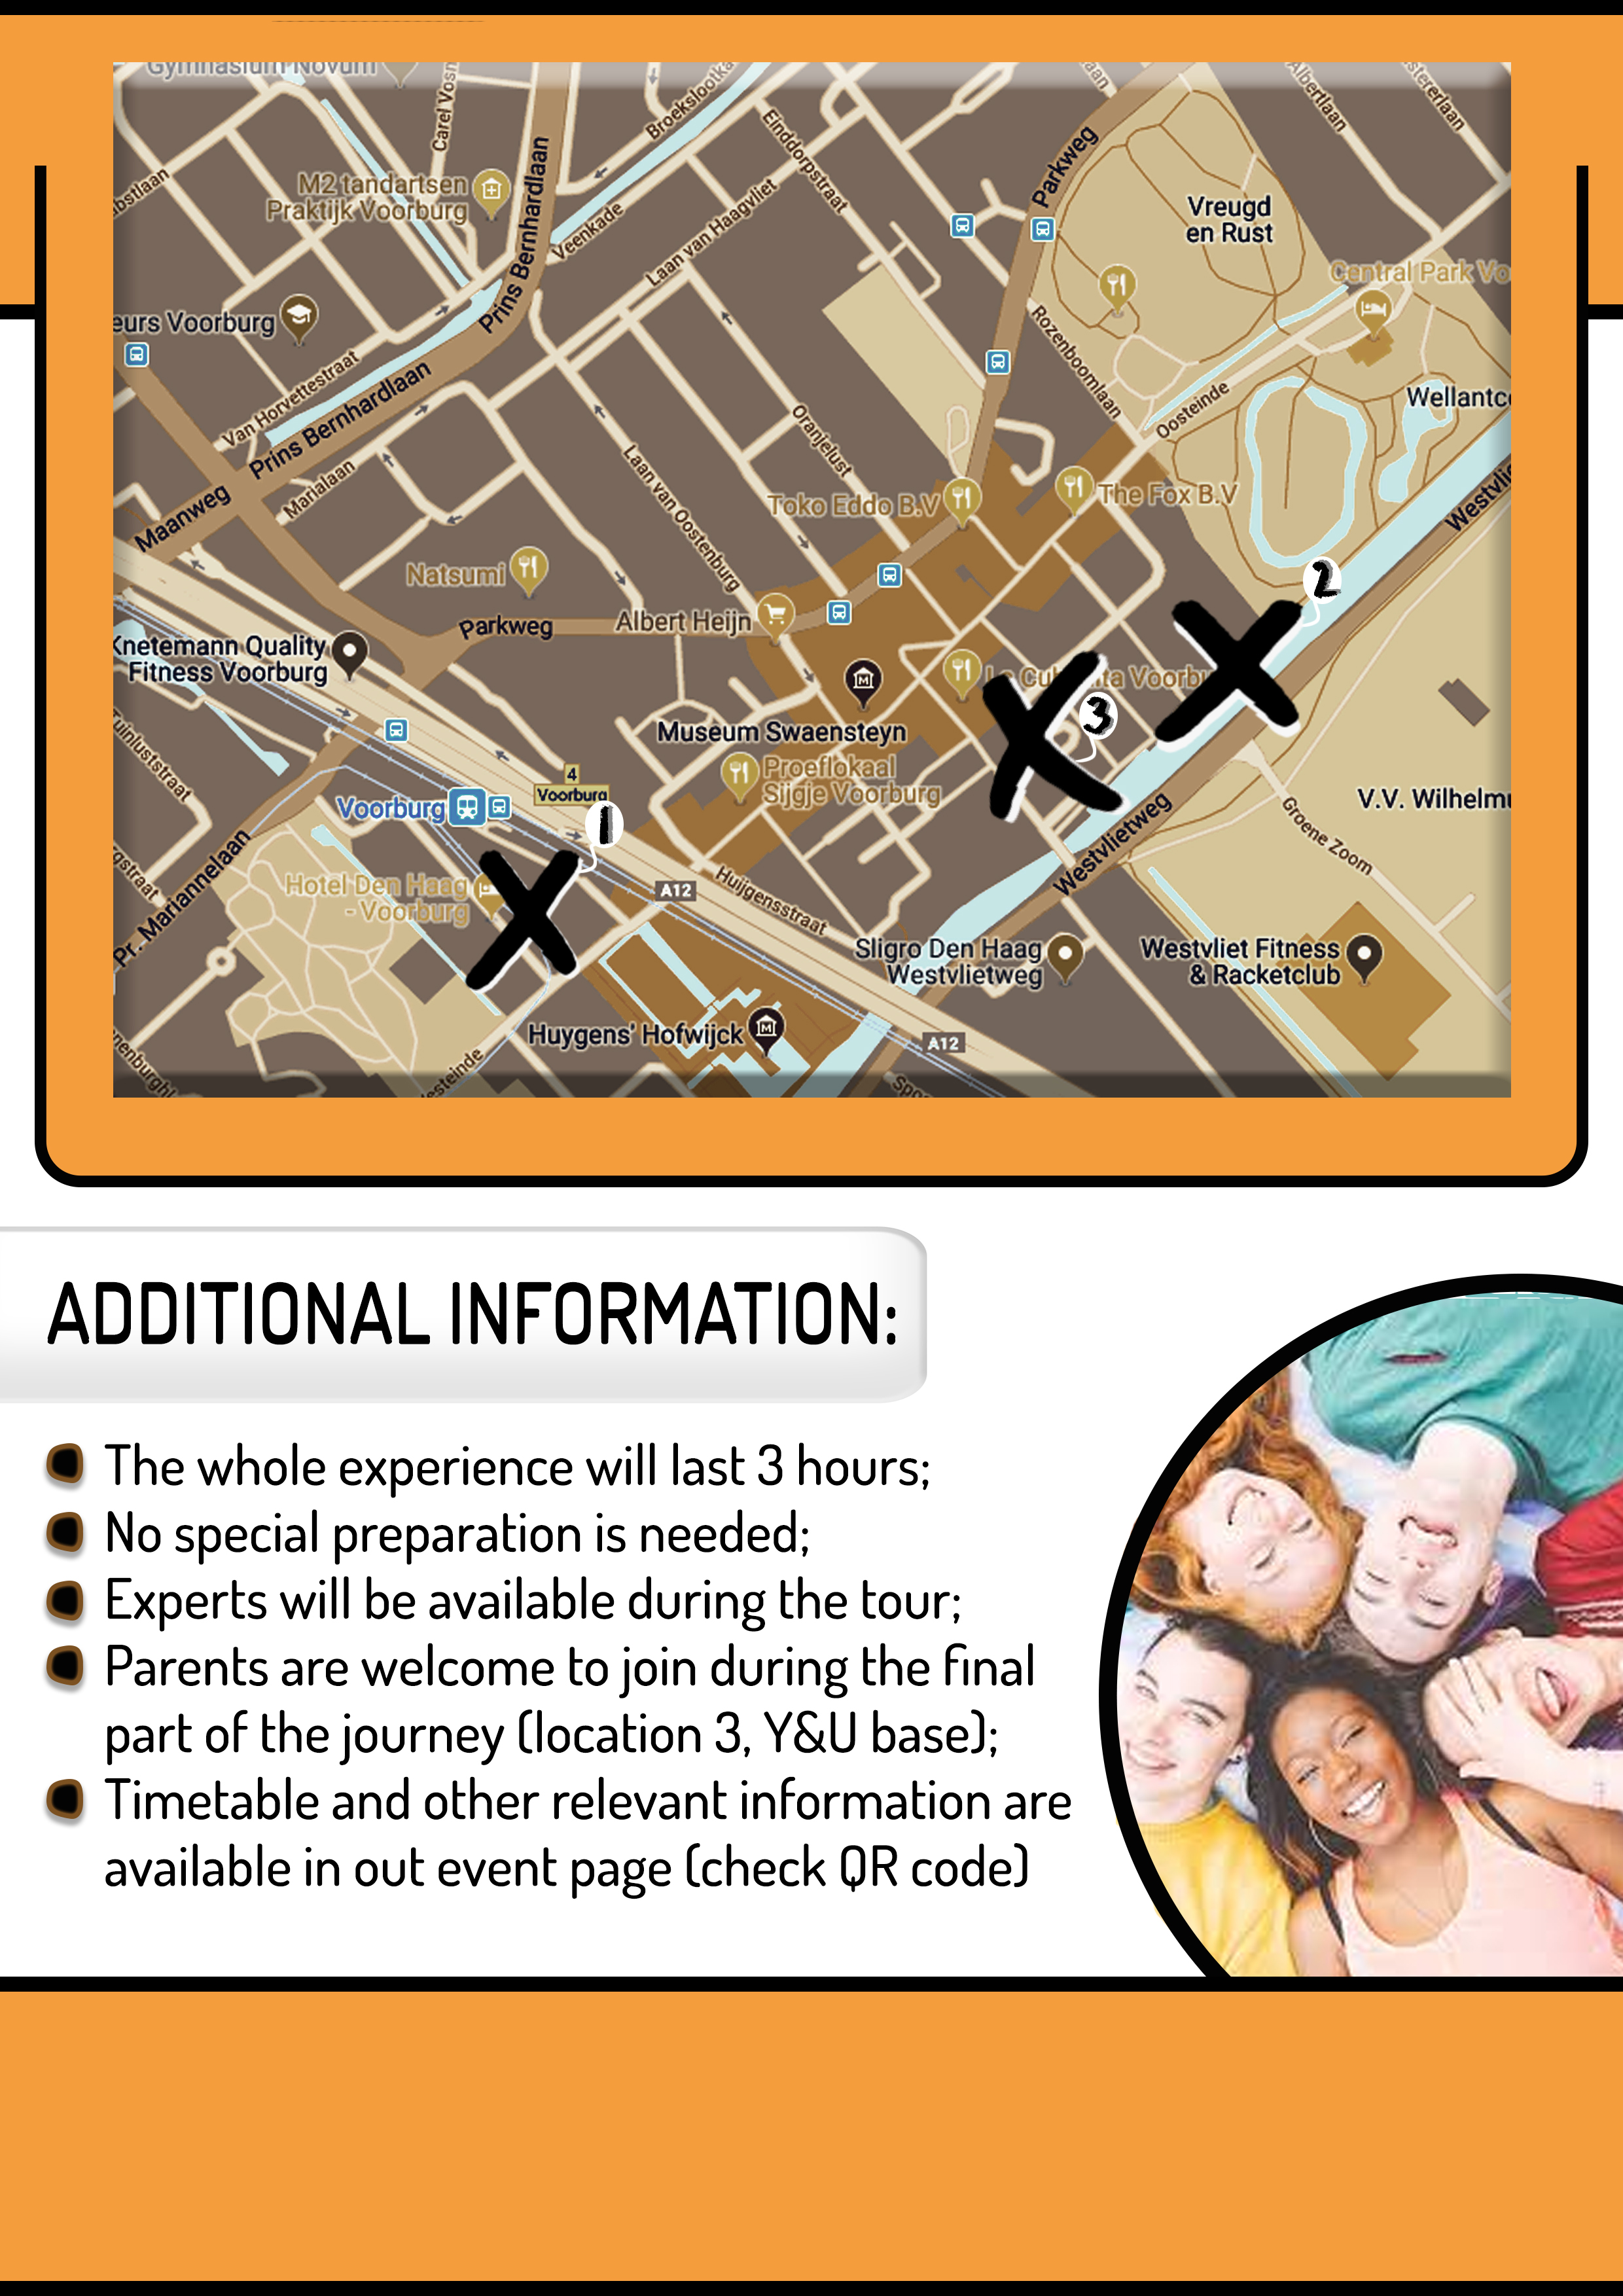 Gymnasium Novum
Carel Vosm
Broekslootka
Einddorpstraat
Parkweg
Albertlaan
M2 tandartsen
Praktijk Voorburg
Prins Bernhardlaan
Veenkade
Laan van Haagvliet
Vreugd
en Rust
Central Park Vo
eurs Voorburg
Prins Bernhardlaan
Rozenboomlaan
Van Horvettestraat
Oosteinde
Wellantc
Maanweg
Marialaan
Laan van Oostenburg
Oranjelust
Toko Eddo B.V
The Fox B.V
Westvli
Natsumi
Parkweg
Albert Heijn
2
Knetemann Quality
Fitness Voorburg
Museum Swaensteyn
3
Tuinluststraat
Proeflokaal
Sijgje Voorburg
4
Voorburg
Voorburg
1
V.V. Wilhelm
Groene Zoom
Westvlietweg
Pr. Mariannelaan
Hotel Den Haag
- Voorburg
A12
Huijgensstraat
Sligro Den Haag
Westvlietweg
Westvliet Fitness
& Racketclub
Huygens' Hofwijck
A12
esteinde
Spo
ADDITIONAL INFORMATION:
The whole experience will last 3 hours;
No special preparation is needed;
Experts will be available during the tour;
Parents are welcome to join during the final
part of the journey (location 3, Y&U base);
Timetable and other relevant information are
available in out event page (check QR code)